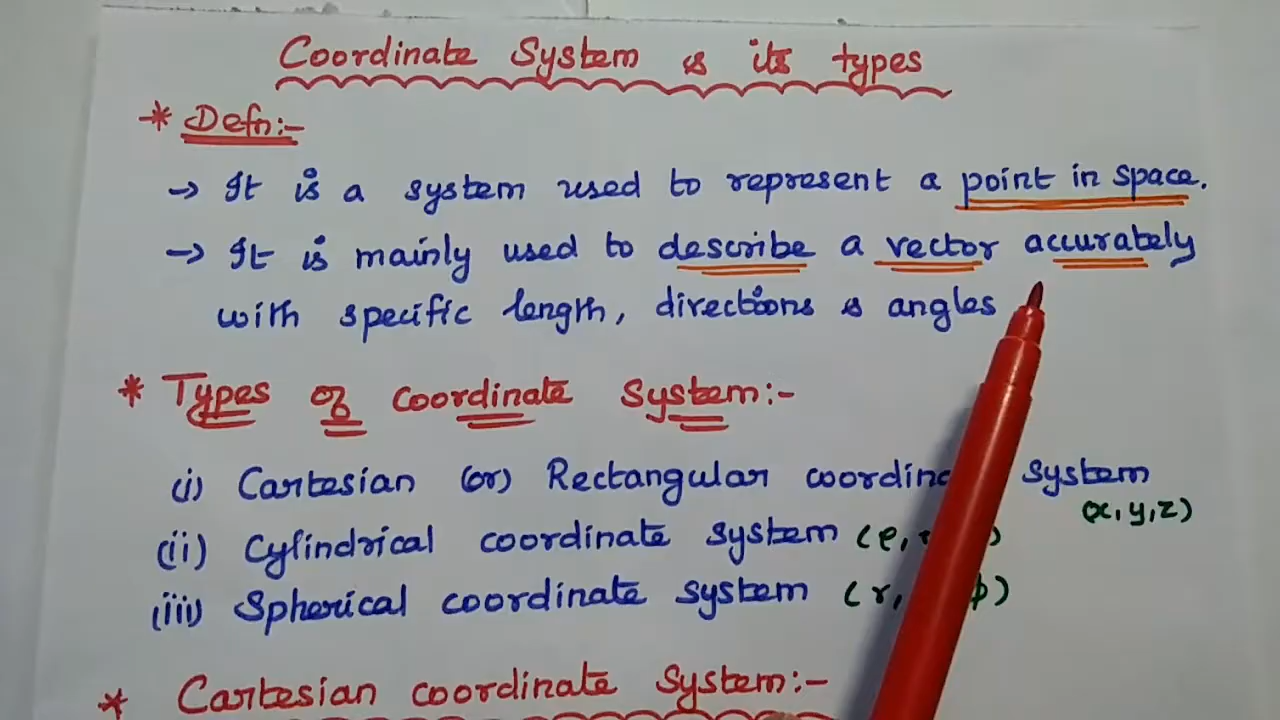 Coordinate System & its types
* Defn:-
→ It is a system used to represent a point in space.
→ It is mainly used to describe a vector accurately
with specific length, directions & angles
* Types of coordinate System:-
(i) Cartesian (or) Rectangular coordin System
(x, y, z)
(ii) Cylindrical coordinate system (ρ,
(iii) Spherical coordinate system (r, ϕ)
* Cartesian coordinate System:-